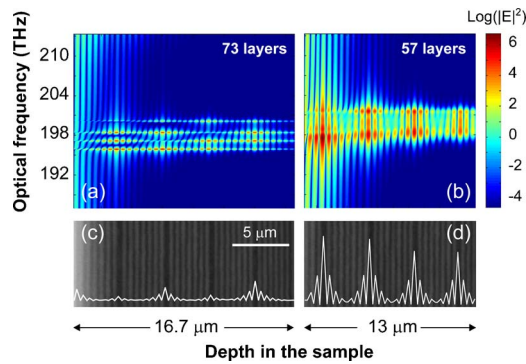 Log(|E|²)
Optical frequency (THz)
213
204
198
192
73 layers
57 layers
(a)
(b)
6
4
2
0
-2
-4
(c)
5 µm
(d)
16.7 µm
13 µm
Depth in the sample